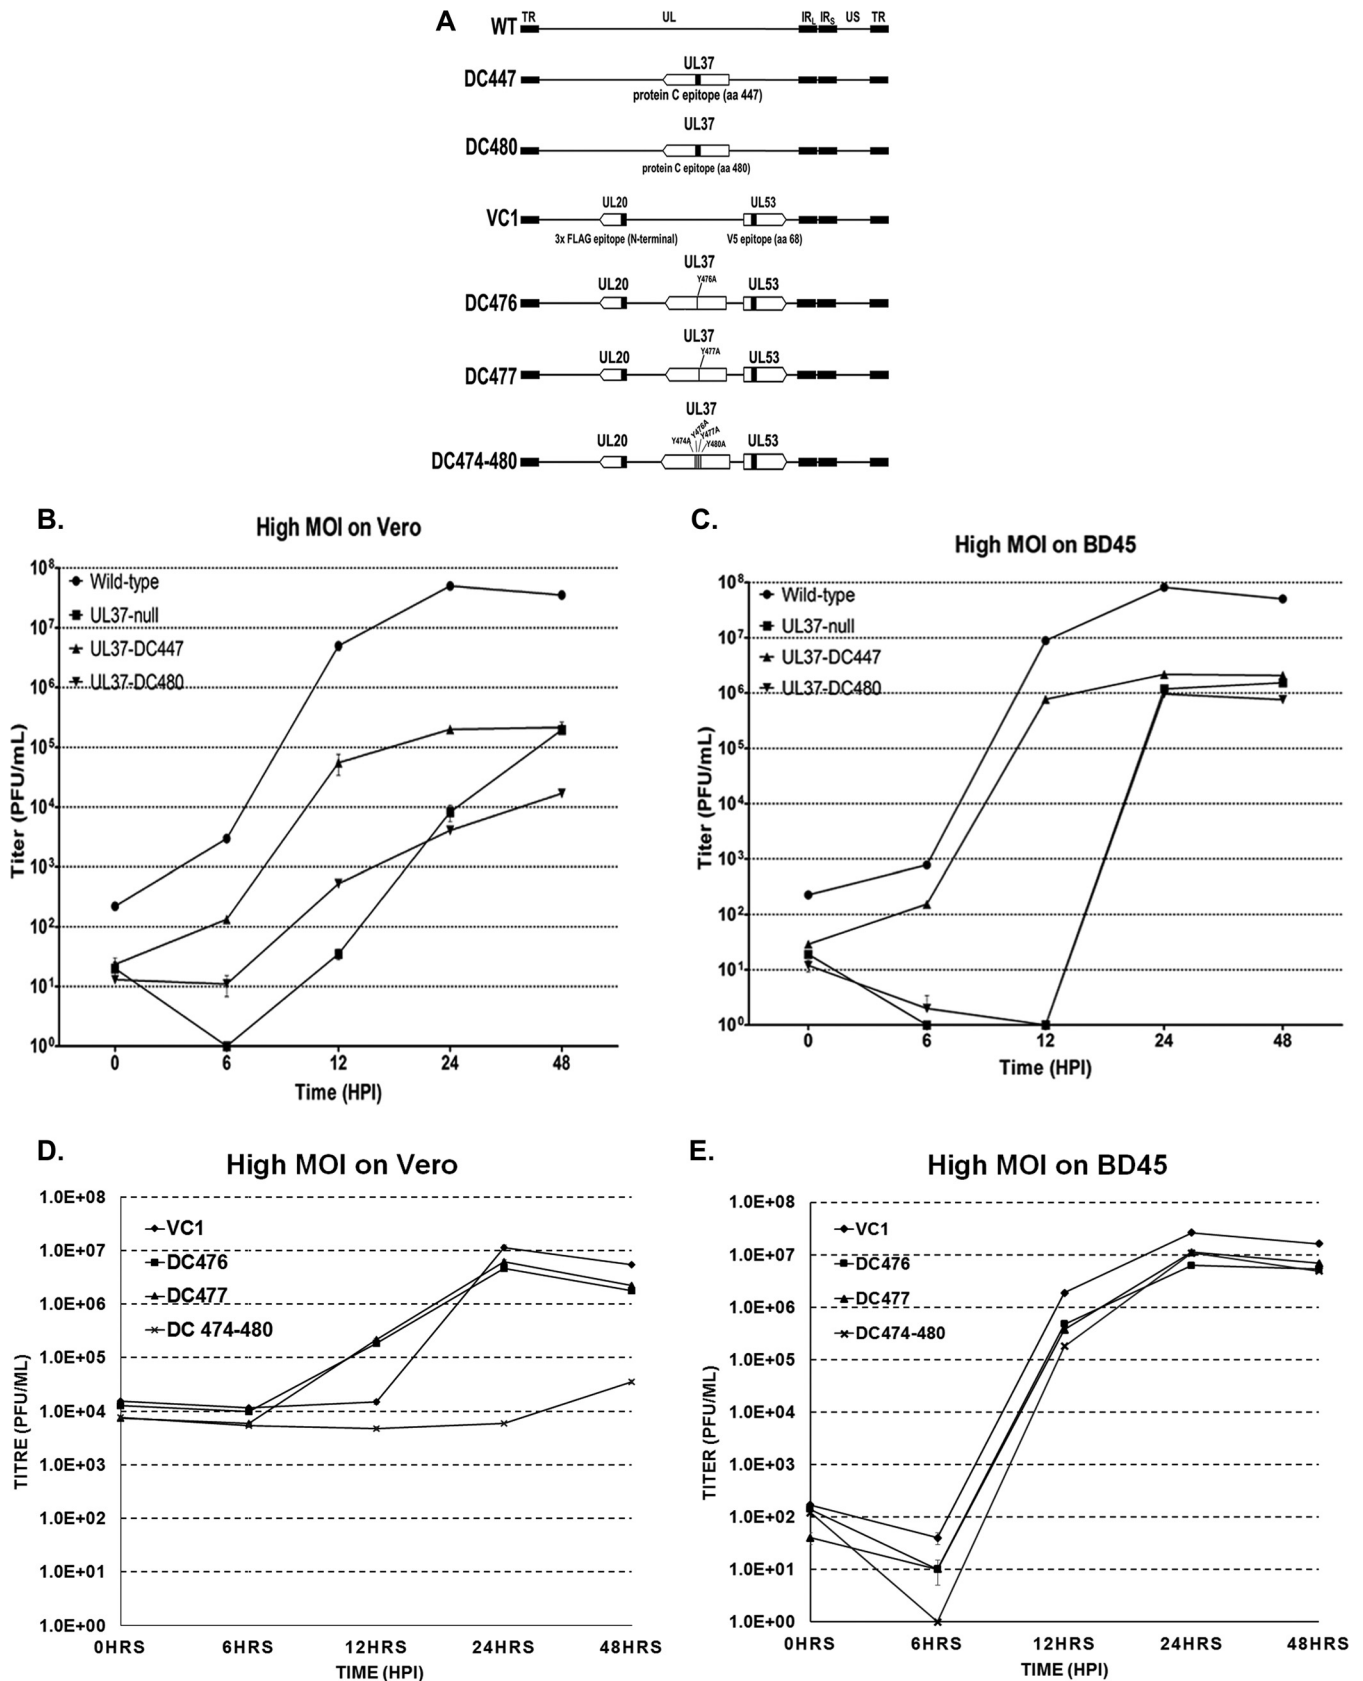 A
WT TR UL IRL IRS US TR
DC447 UL37
protein C epitope (aa 447)
DC480 UL37
protein C epitope (aa 480)
VC1 UL20 UL53
3x FLAG epitope (N-terminal) V5 epitope (aa 68)
DC476 UL20 UL37 Y476A UL53
DC477 UL20 UL37 Y477A UL53
DC474-480 UL20 UL37 Y474A Y476A Y477A Y480A UL53
B.
High MOI on Vero
Wild-type
UL37-null
UL37-DC447
UL37-DC480
Titer (PFU/mL)
10^8
10^7
10^6
10^5
10^4
10^3
10^2
10^1
10^0
0 6 12 24 48
Time (HPI)
C.
High MOI on BD45
Wild-type
UL37-null
UL37-DC447
UL37-DC480
Titer (PFU/mL)
10^8
10^7
10^6
10^5
10^4
10^3
10^2
10^1
10^0
0 6 12 24 48
Time (HPI)
D.
High MOI on Vero
VC1
DC476
DC477
DC 474-480
TITRE (PFU/ML)
1.0E+08
1.0E+07
1.0E+06
1.0E+05
1.0E+04
1.0E+03
1.0E+02
1.0E+01
1.0E+00
0HRS 6HRS 12HRS 24HRS 48HRS
TIME (HPI)
E.
High MOI on BD45
VC1
DC476
DC477
DC474-480
TITER (PFU/ML)
1.0E+08
1.0E+07
1.0E+06
1.0E+05
1.0E+04
1.0E+03
1.0E+02
1.0E+01
1.0E+00
0HRS 6HRS 12HRS 24HRS 48HRS
TIME (HPI)